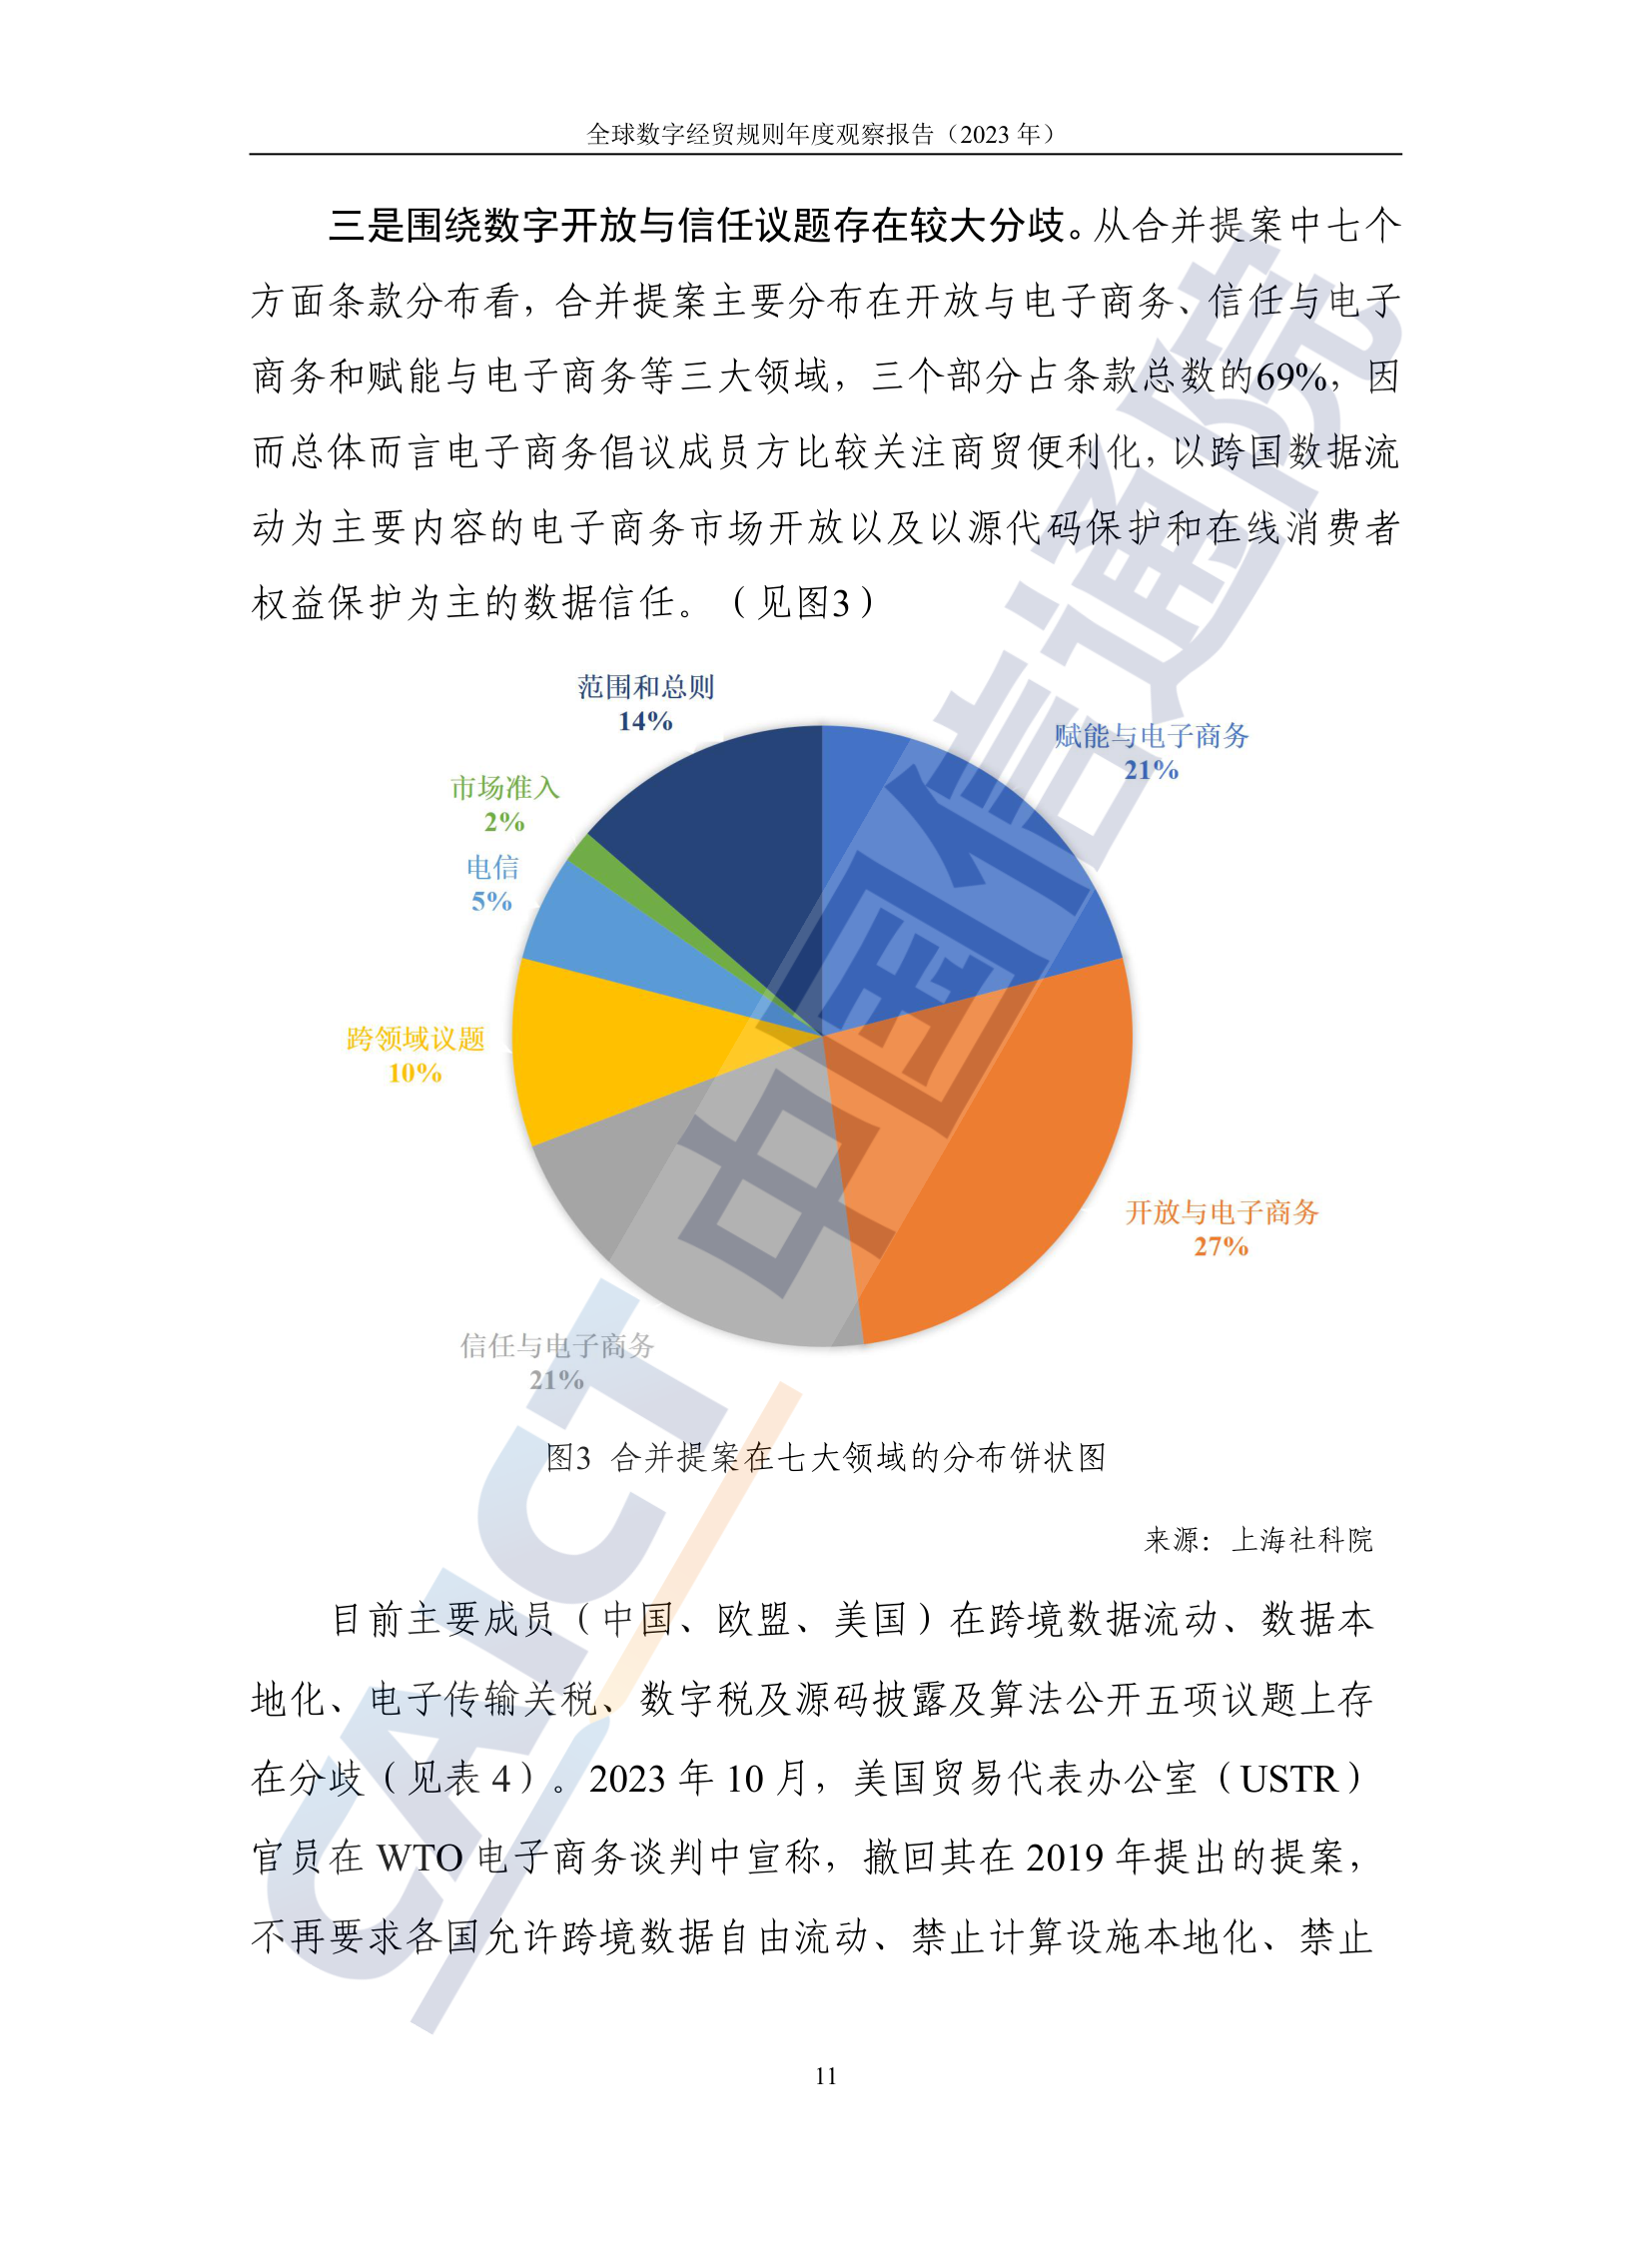 全球数字经贸规则年度观察报告（2023 年）
三是围绕数字开放与信任议题存在较大分歧。从合并提案中七个
方面条款分布看，合并提案主要分布在开放与电子商务、信任与电子
商务和赋能与电子商务等三大领域，三个部分占条款总数的69%，因
而总体而言电子商务倡议成员方比较关注商贸便利化，以跨国数据流
动为主要内容的电子商务市场开放以及以源代码保护和在线消费者
权益保护为主的数据信任。（见图3）
范围和总则
14%
赋能与电子商务
21%
市场准入
2%
电信
5%
跨领域议题
10%
开放与电子商务
27%
信任与电子商务
21%
图3 合并提案在七大领域的分布饼状图
来源：上海社科院
目前主要成员（中国、欧盟、美国）在跨境数据流动、数据本
地化、电子传输关税、数字税及源码披露及算法公开五项议题上存
在分歧（见表 4）。2023 年 10 月，美国贸易代表办公室（USTR）
官员在 WTO 电子商务谈判中宣称，撤回其在 2019 年提出的提案，
不再要求各国允许跨境数据自由流动、禁止计算设施本地化、禁止
11
CAICT 中国信通院